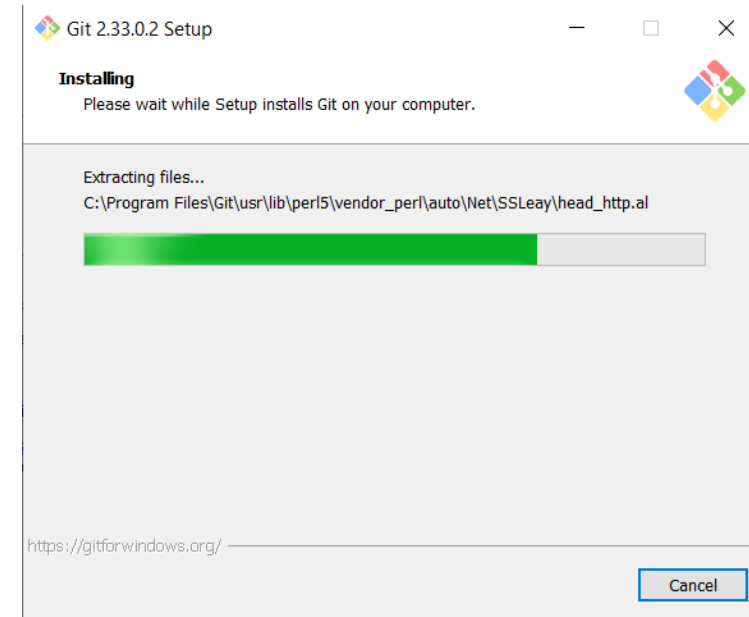 Git 2.33.0.2 Setup
Installing
Please wait while Setup installs Git on your computer.
Extracting files...
C:\Program Files\Git\usr\lib\perl5\vendor_perl\auto\Net\SSLeay\head_http.al
https://gitforwindows.org/
Cancel